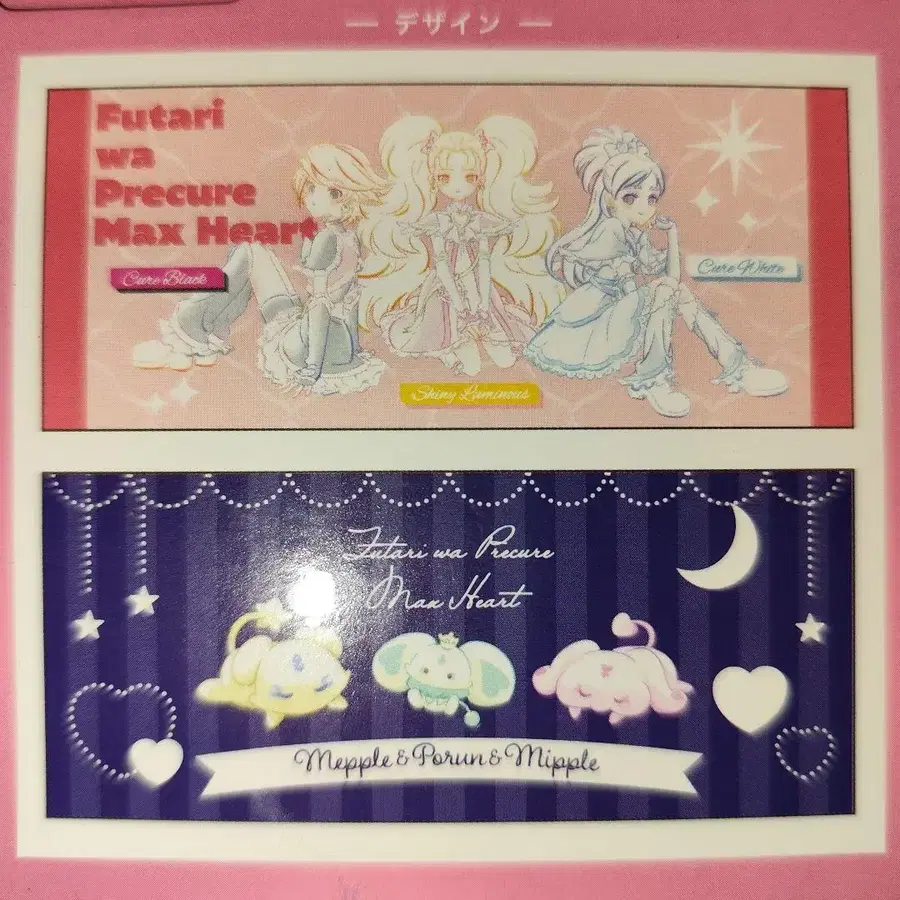 デザイン
Futari
wa
Precure
Max Heart
Cure Black
Cure White
Shiny Luminous
Futari wa Precure
Max Heart
Mepple & Porun & Mipple